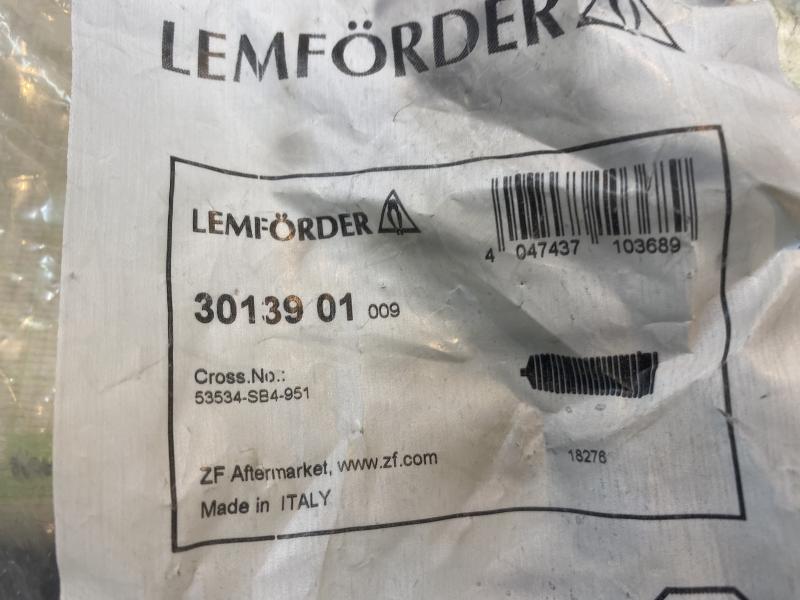 LEMFÖRDER
LEMFÖRDER
4 047437 103689
30139 01 009
Cross.No.:
53534-SB4-951
18276
ZF Aftermarket, www.zf.com
Made in ITALY